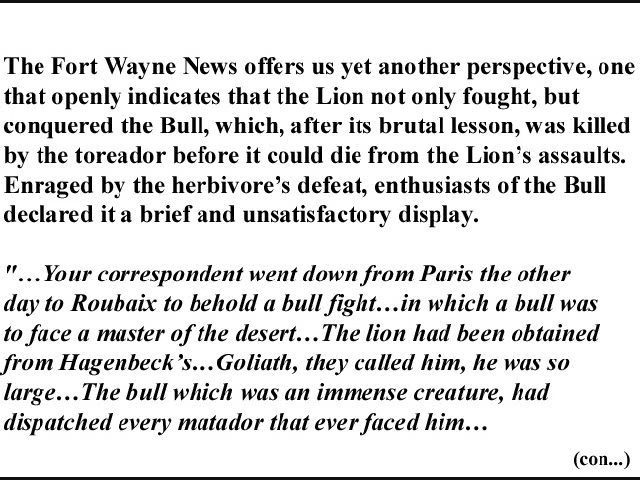 The Fort Wayne News offers us yet another perspective, one
that openly indicates that the Lion not only fought, but
conquered the Bull, which, after its brutal lesson, was killed
by the toreador before it could die from the Lion's assaults.
Enraged by the herbivore's defeat, enthusiasts of the Bull
declared it a brief and unsatisfactory display.
"…Your correspondent went down from Paris the other
day to Roubaix to behold a bull fight…in which a bull was
to face a master of the desert…The lion had been obtained
from Hagenbeck's…Goliath, they called him, he was so
large…The bull which was an immense creature, had
dispatched every matador that ever faced him…
(con...)